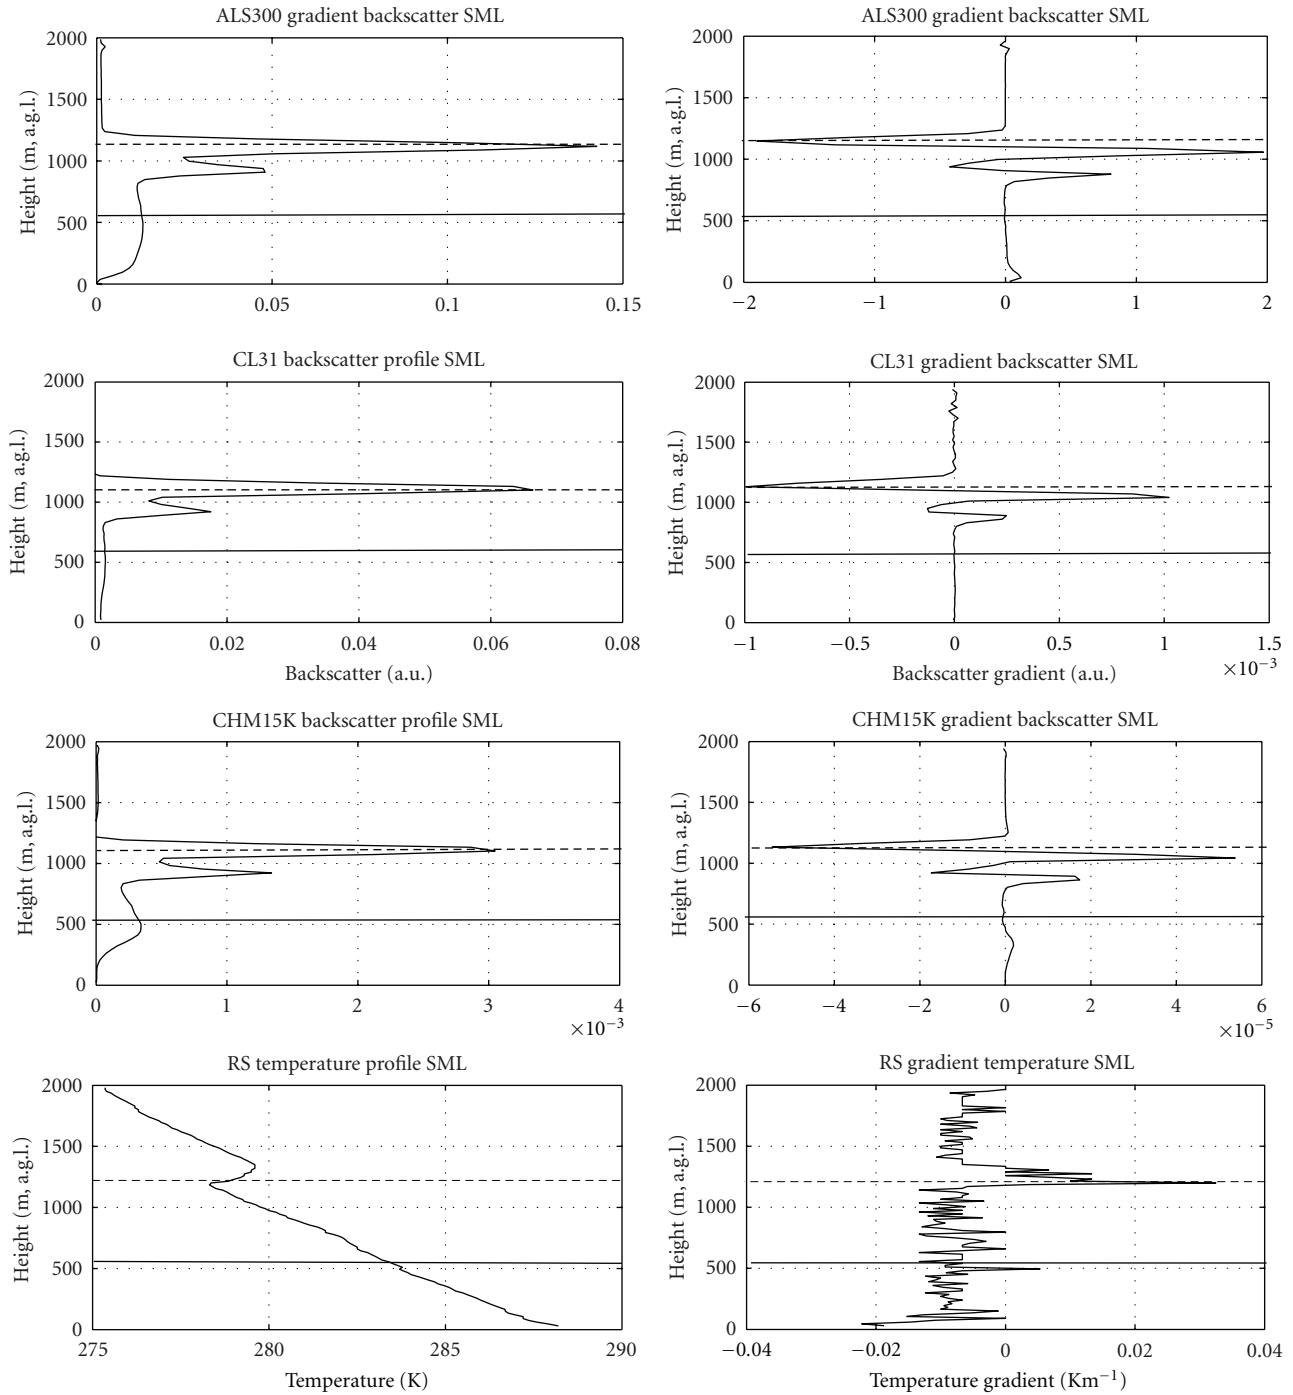 ALS300 gradient backscatter SML
2000
1500
1000
500
0
Height (m, a.g.l.)
0 0.05 0.1 0.15
ALS300 gradient backscatter SML
2000
1500
1000
500
0
Height (m, a.g.l.)
−2 −1 0 1 2
CL31 backscatter profile SML
2000
1500
1000
500
0
Height (m, a.g.l.)
0 0.02 0.04 0.06 0.08
Backscatter (a.u.)
CL31 gradient backscatter SML
2000
1500
1000
500
0
Height (m, a.g.l.)
−1 −0.5 0 0.5 1 1.5
Backscatter gradient (a.u.) ×10⁻³
CHM15K backscatter profile SML
2000
1500
1000
500
0
Height (m, a.g.l.)
0 1 2 3 4
×10⁻³
CHM15K gradient backscatter SML
2000
1500
1000
500
0
Height (m, a.g.l.)
−6 −4 −2 0 2 4 6
×10⁻⁵
RS temperature profile SML
2000
1500
1000
500
0
Height (m, a.g.l.)
275 280 285 290
Temperature (K)
RS gradient temperature SML
2000
1500
1000
500
0
Height (m, a.g.l.)
−0.04 −0.02 0 0.02 0.04
Temperature gradient (Km⁻¹)